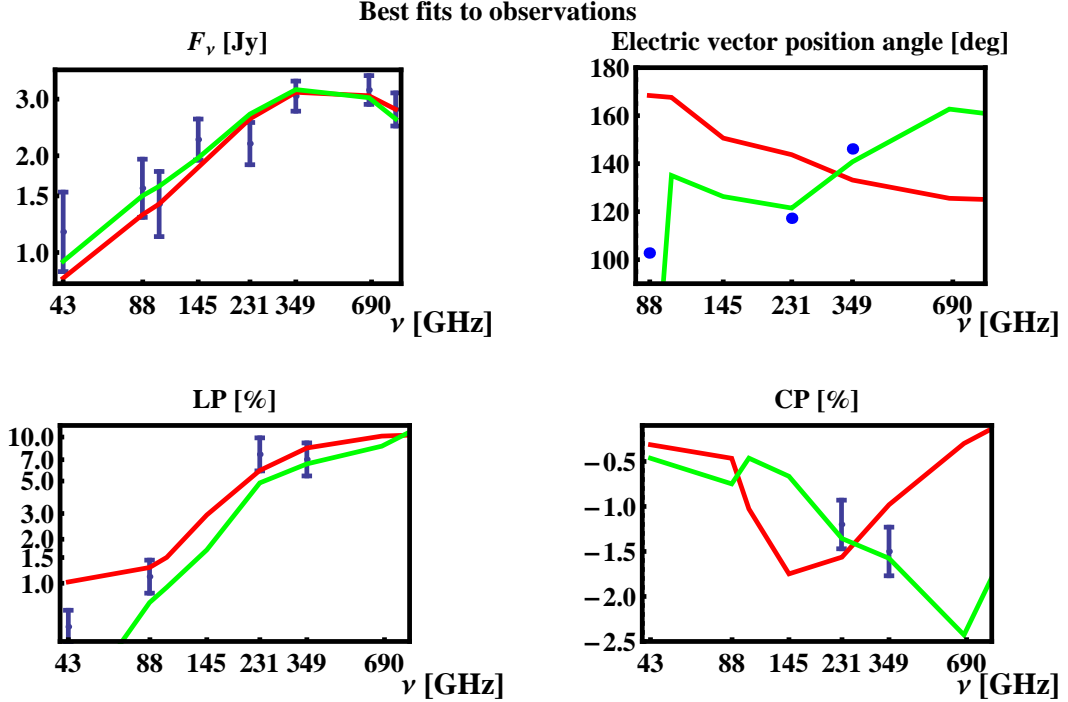 Best fits to observations
Fν [Jy]
3.0
2.0
1.5
1.0
43 88 145 231 349 690
ν [GHz]
Electric vector position angle [deg]
180
160
140
120
100
88 145 231 349 690
ν [GHz]
LP [%]
10.0
7.0
5.0
3.0
2.0
1.5
1.0
43 88 145 231 349 690
ν [GHz]
CP [%]
−0.5
−1.0
−1.5
−2.0
−2.5
43 88 145 231 349 690
ν [GHz]